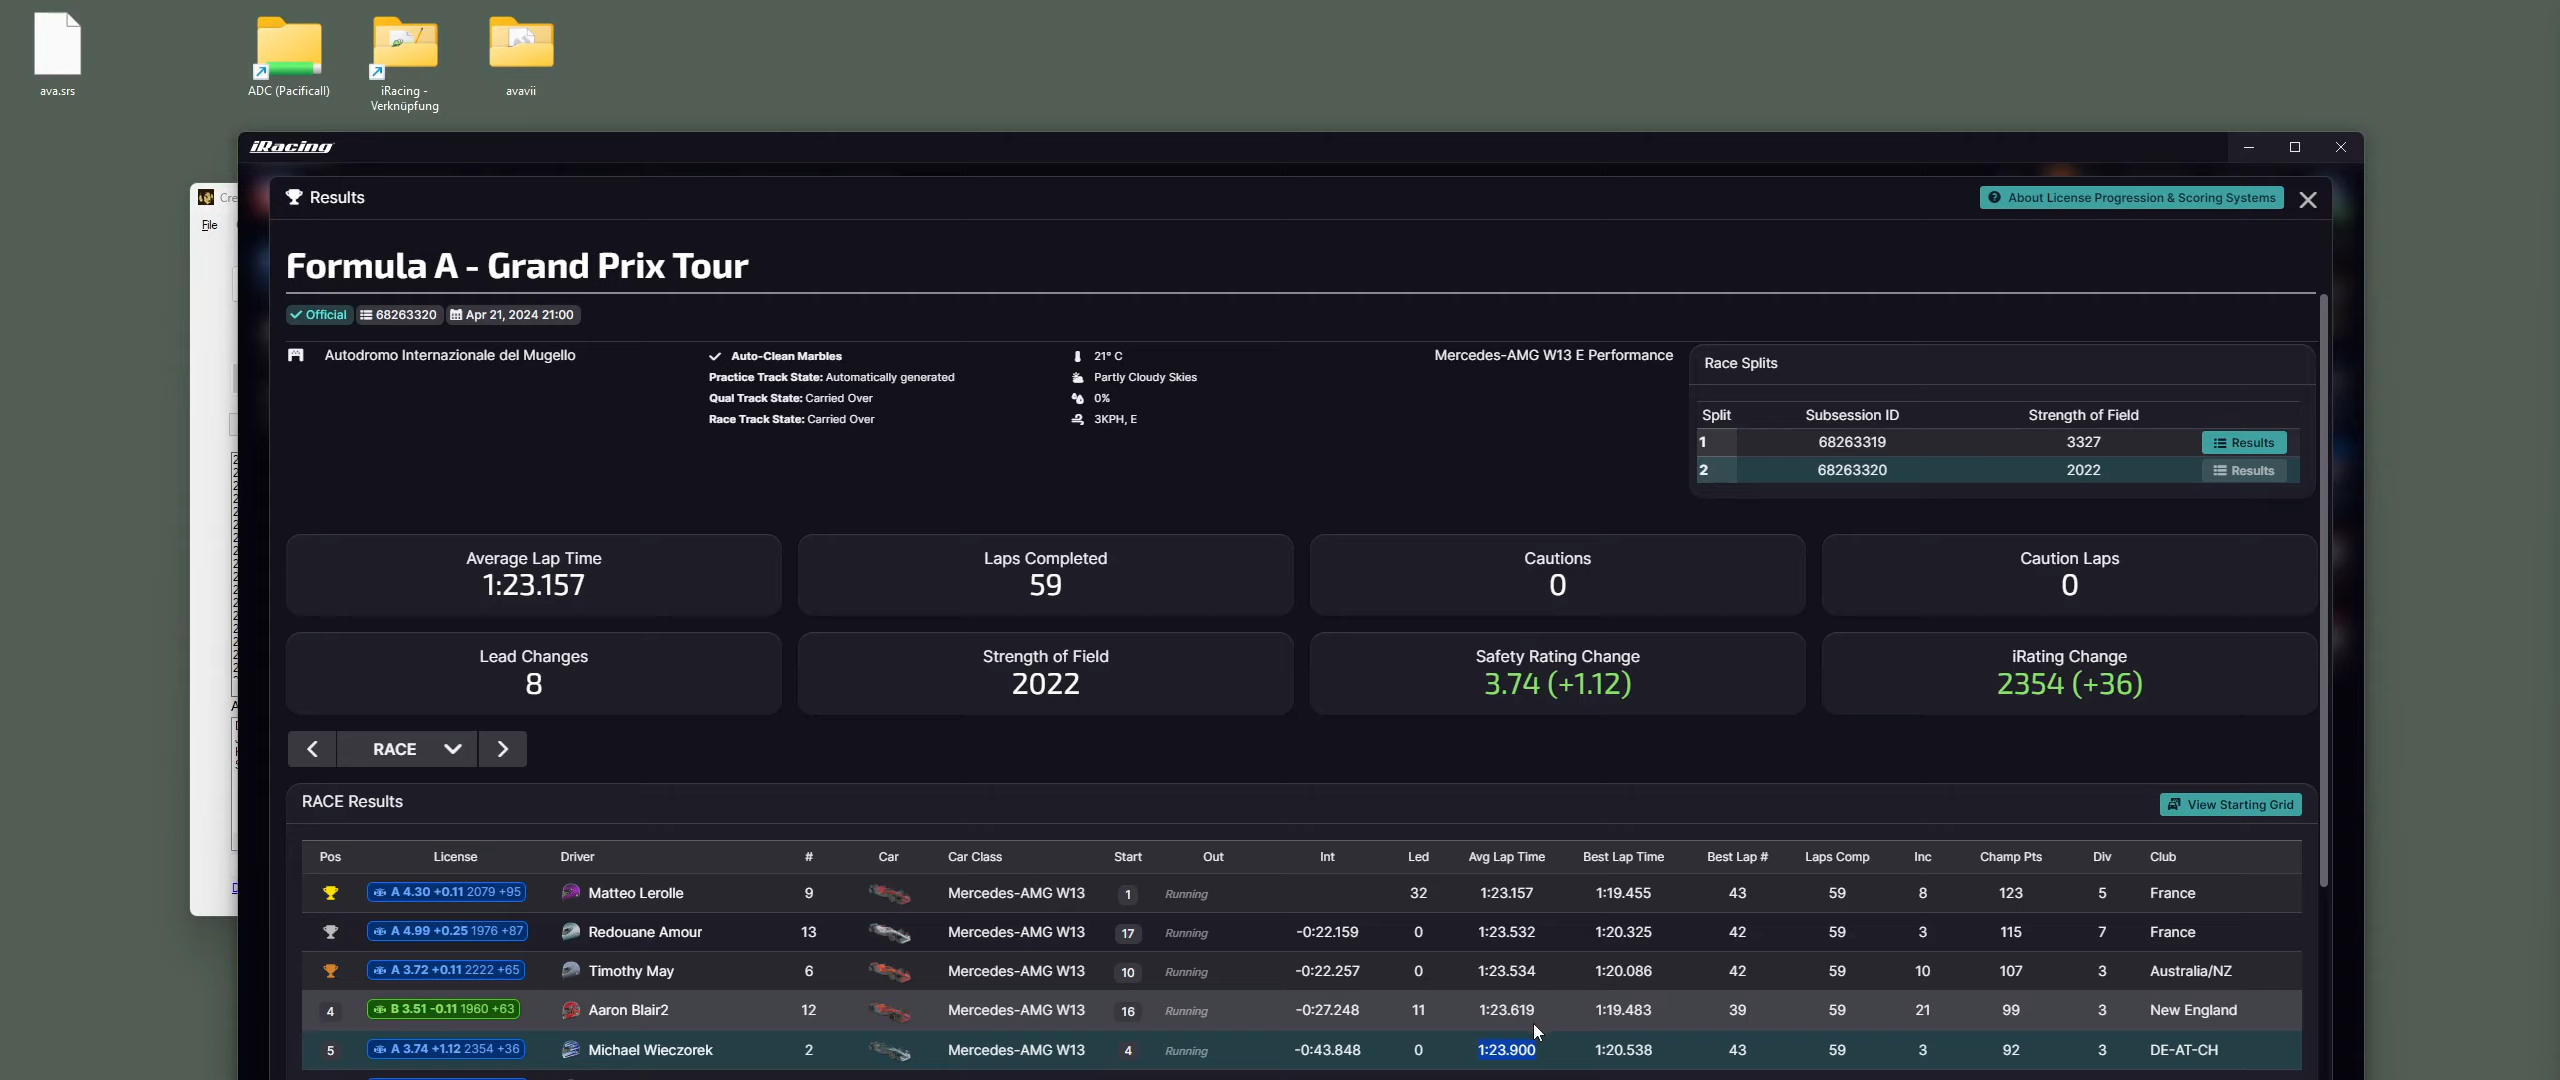 ava.srs
ADC (Pacificall)
iRacing -
Verknüpfung
avavii
iRacing
Cre
File
Results
About License Progression & Scoring Systems
Formula A - Grand Prix Tour
Official 68263320 Apr 21, 2024 21:00
Autodromo Internazionale del Mugello
Auto-Clean Marbles
Practice Track State: Automatically generated
Qual Track State: Carried Over
Race Track State: Carried Over
21° C
Partly Cloudy Skies
0%
3KPH, E
Mercedes-AMG W13 E Performance
Race Splits
Split Subsession ID Strength of Field
1 68263319 3327 Results
2 68263320 2022 Results
Average Lap Time
1:23.157
Laps Completed
59
Cautions
0
Caution Laps
0
Lead Changes
8
Strength of Field
2022
Safety Rating Change
3.74 (+1.12)
iRating Change
2354 (+36)
RACE
RACE Results
View Starting Grid
Pos License Driver # Car Car Class Start Out Int Led Avg Lap Time Best Lap Time Best Lap # Laps Comp Inc Champ Pts Div Club
A 4.30 +0.11 2079 +95 Matteo Lerolle 9 Mercedes-AMG W13 1 Running 32 1:23.157 1:19.455 43 59 8 123 5 France
A 4.99 +0.25 1976 +87 Redouane Amour 13 Mercedes-AMG W13 17 Running -0:22.159 0 1:23.532 1:20.325 42 59 3 115 7 France
A 3.72 +0.11 2222 +65 Timothy May 6 Mercedes-AMG W13 10 Running -0:22.257 0 1:23.534 1:20.086 42 59 10 107 3 Australia/NZ
4 B 3.51 -0.11 1960 +63 Aaron Blair2 12 Mercedes-AMG W13 16 Running -0:27.248 11 1:23.619 1:19.483 39 59 21 99 3 New England
5 A 3.74 +1.12 2354 +36 Michael Wieczorek 2 Mercedes-AMG W13 4 Running -0:43.848 0 1:23.900 1:20.538 43 59 3 92 3 DE-AT-CH